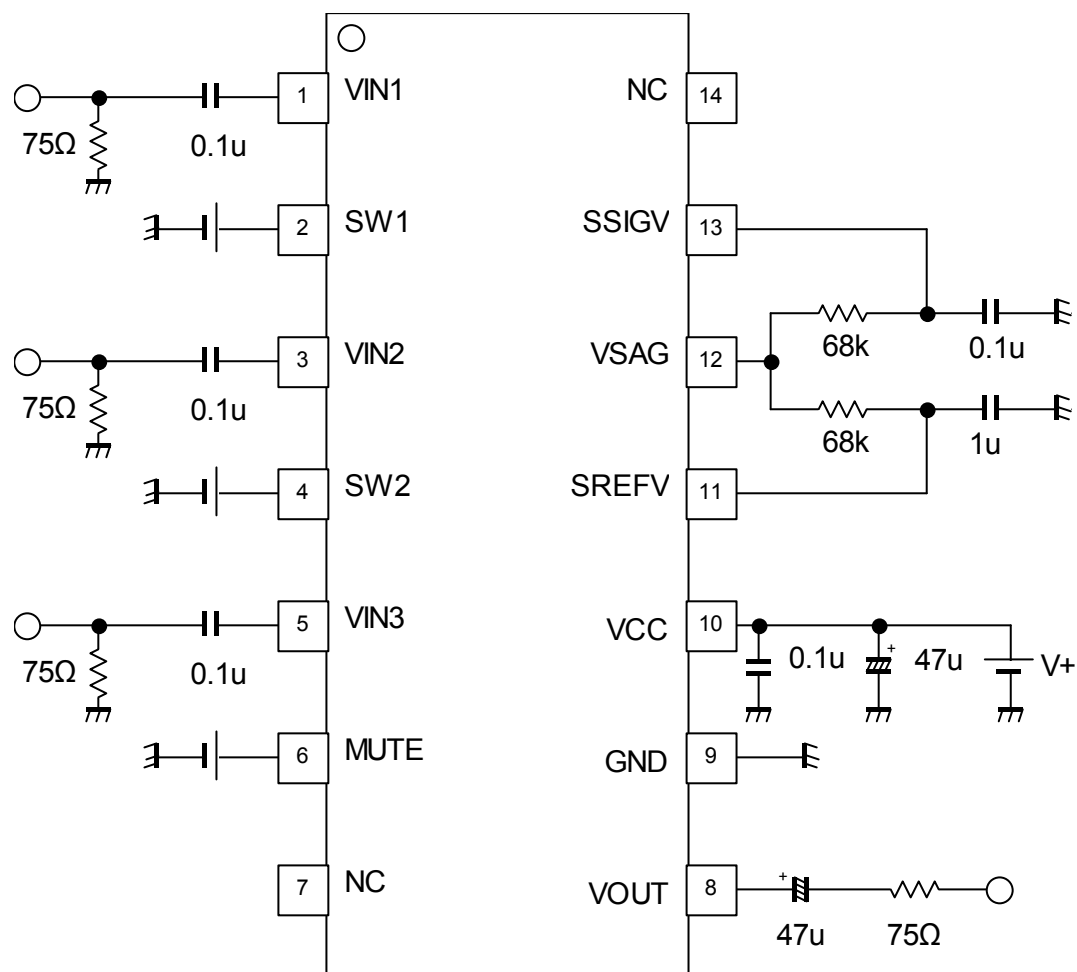 1 VIN1 NC 14
75Ω 0.1u
2 SW1 SSIGV 13
3 VIN2 VSAG 12 68k 0.1u
75Ω 0.1u 68k 1u
4 SW2 SREFV 11
5 VIN3 VCC 10
75Ω 0.1u 0.1u + 47u V+
6 MUTE GND 9
7 NC VOUT 8 +
47u 75Ω